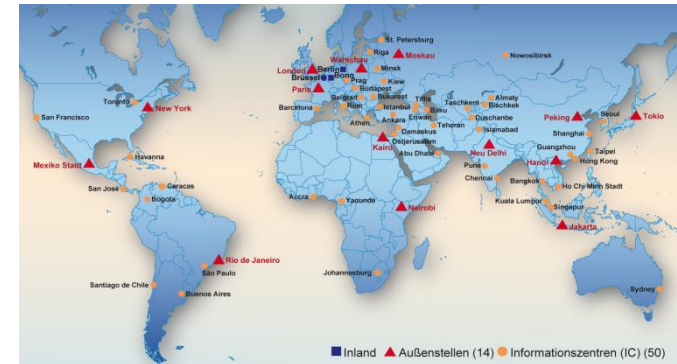 St. Petersburg
Riga
Moskau
Nowosibirsk
Warschau
London
Berlin
Minsk
Brüssel
Bonn
Prag
Kiew
Paris
Budapest
Belgrad
Bukarest
Tiflis
Almaty
Taschkent
Bischkek
Toronto
New York
Barcelona
Rom
Istanbul
Baku
Eriwan
Duschanbe
Peking
Seoul
Tokio
San Francisco
Athen
Ankara
Teheran
Islamabad
Damaskus
Shanghai
Ostjerusalem
Kairo
Neu Delhi
Guangzhou
Taipei
Abu Dhabi
Hanoi
Hong Kong
Mexiko Stadt
Havanna
Pune
San José
Caracas
Chennai
Bangkok
Ho Chi Minh Stadt
Bogota
Accra
Yaounde
Nairobi
Kuala Lumpur
Singapur
Jakarta
Rio de Janeiro
São Paulo
Johannesburg
Santiago de Chile
Buenos Aires
Sydney
Inland Außenstellen (14) Informationszentren (IC) (50)